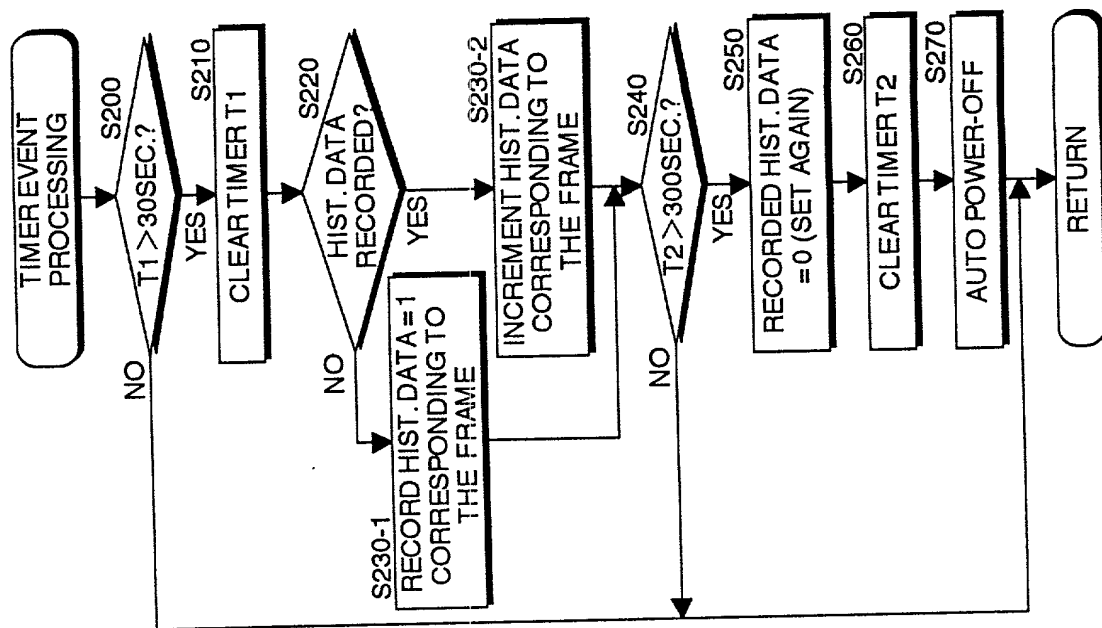 TIMER EVENT
PROCESSING
S200
T1 > 30SEC.?
NO
YES
S210
CLEAR TIMER T1
S220
HIST. DATA
RECORDED?
NO
YES
S230-1
RECORD HIST. DATA = 1
CORRESPONDING TO
THE FRAME
S230-2
INCREMENT HIST. DATA
CORRESPONDING TO
THE FRAME
S240
T2 > 300SEC.?
NO
YES
S250
RECORDED HIST. DATA
= 0 (SET AGAIN)
S260
CLEAR TIMER T2
S270
AUTO POWER-OFF
RETURN